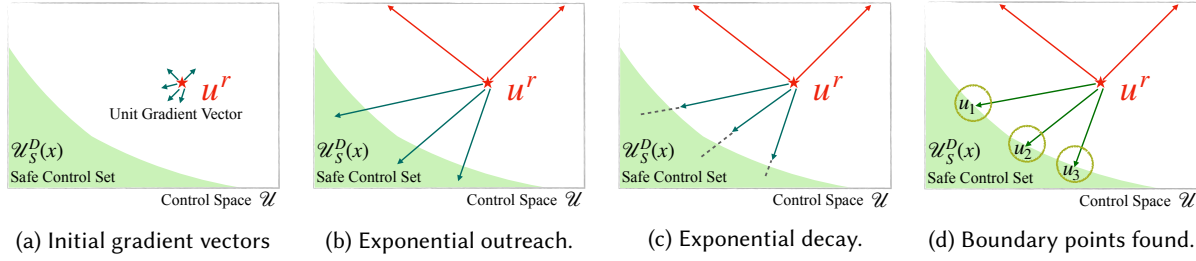 u^r
Unit Gradient Vector
𝒰_S^D(x)
Safe Control Set
Control Space 𝒰
(a) Initial gradient vectors
u^r
𝒰_S^D(x)
Safe Control Set
Control Space 𝒰
(b) Exponential outreach.
u^r
𝒰_S^D(x)
Safe Control Set
Control Space 𝒰
(c) Exponential decay.
u^r
u_1
u_2
u_3
𝒰_S^D(x)
Safe Control Set
Control Space 𝒰
(d) Boundary points found.